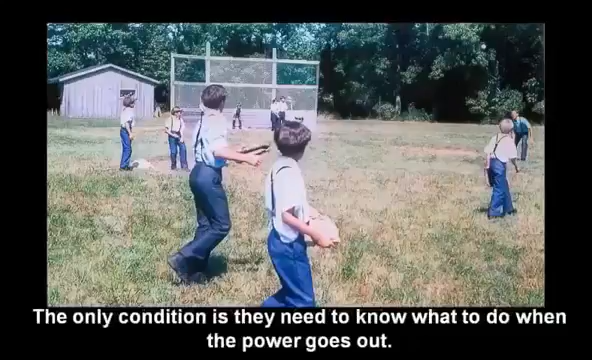 The only condition is they need to know what to do when
the power goes out.